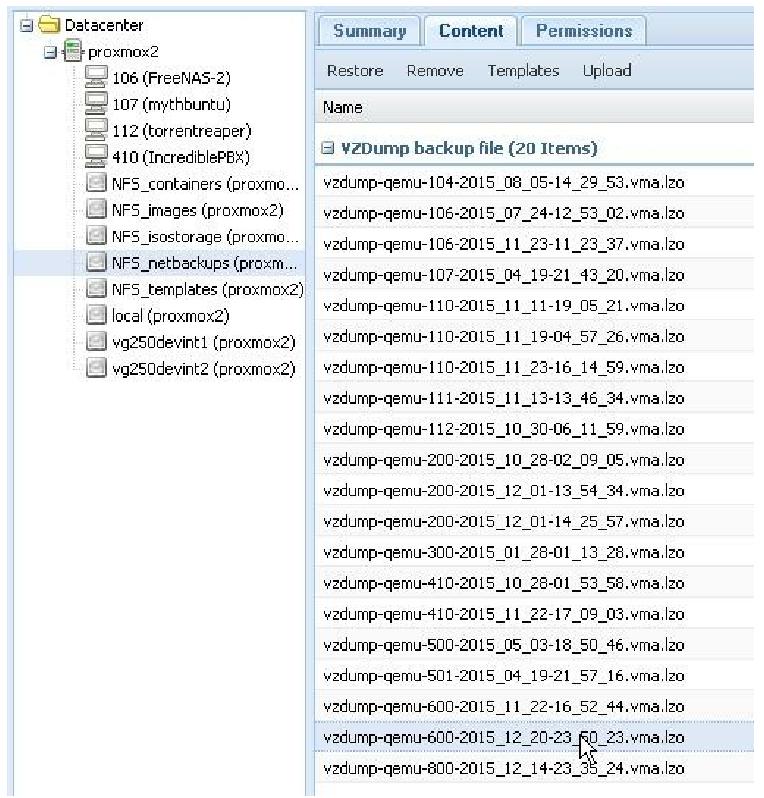 Datacenter
proxmox2
106 (FreeNAS-2)
107 (mythbuntu)
112 (torrentreaper)
410 (IncrediblePBX)
NFS_containers (proxmo...
NFS_images (proxmox2)
NFS_isostorage (proxmo...
NFS_netbackups (proxm...
NFS_templates (proxmox2)
local (proxmox2)
vg250devint1 (proxmox2)
vg250devint2 (proxmox2)
Summary Content Permissions
Restore Remove Templates Upload
Name
VZDump backup file (20 Items)
vzdump-qemu-104-2015_08_05-14_29_53.vma.lzo
vzdump-qemu-106-2015_07_24-12_53_02.vma.lzo
vzdump-qemu-106-2015_11_23-11_23_37.vma.lzo
vzdump-qemu-107-2015_04_19-21_43_20.vma.lzo
vzdump-qemu-110-2015_11_11-19_05_21.vma.lzo
vzdump-qemu-110-2015_11_19-04_57_26.vma.lzo
vzdump-qemu-110-2015_11_23-16_14_59.vma.lzo
vzdump-qemu-111-2015_11_13-13_46_34.vma.lzo
vzdump-qemu-112-2015_10_30-06_11_59.vma.lzo
vzdump-qemu-200-2015_10_28-02_09_05.vma.lzo
vzdump-qemu-200-2015_12_01-13_54_34.vma.lzo
vzdump-qemu-200-2015_12_01-14_25_57.vma.lzo
vzdump-qemu-300-2015_01_28-01_13_28.vma.lzo
vzdump-qemu-410-2015_10_28-01_53_58.vma.lzo
vzdump-qemu-410-2015_11_22-17_09_03.vma.lzo
vzdump-qemu-500-2015_05_03-18_50_46.vma.lzo
vzdump-qemu-501-2015_04_19-21_57_16.vma.lzo
vzdump-qemu-600-2015_11_22-16_52_44.vma.lzo
vzdump-qemu-600-2015_12_20-23_50_23.vma.lzo
vzdump-qemu-800-2015_12_14-23_35_24.vma.lzo